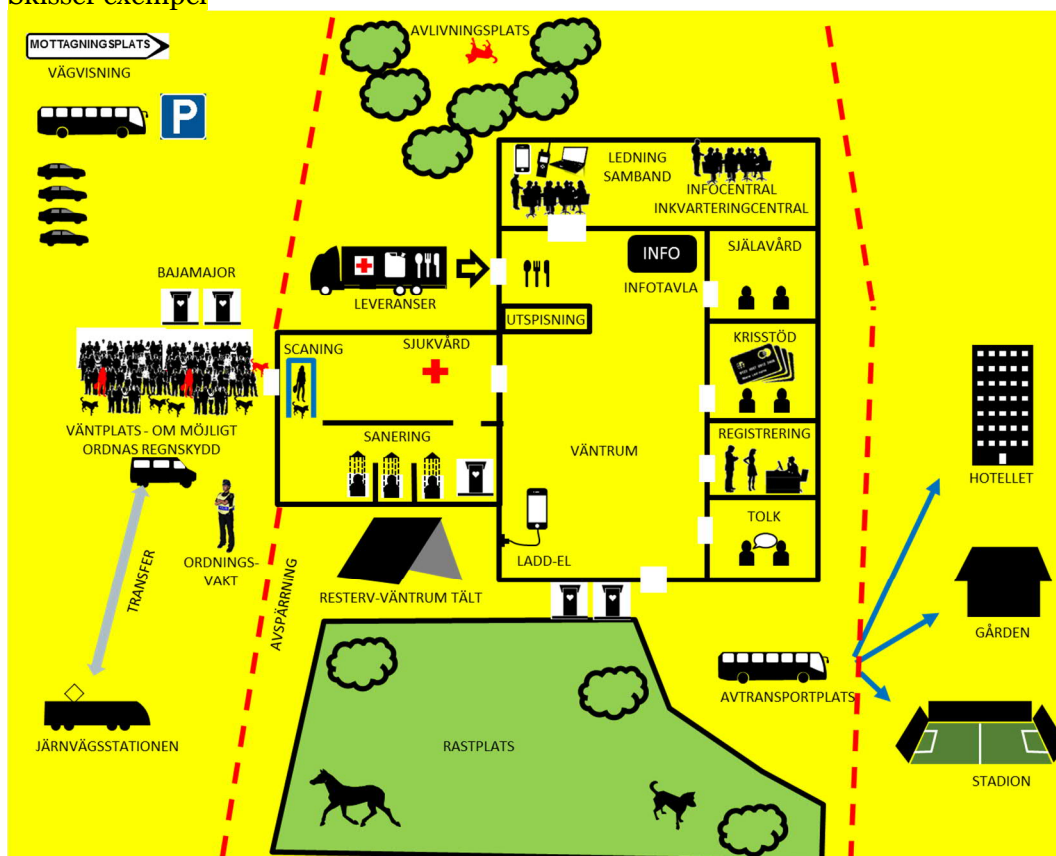 Skisser exempel
MOTTAGNINGSPLATS
VÄGVISNING
P
AVLIVNINGSPLATS
LEDNING
SAMBAND
INFOCENTRAL
INKVARTERINGCENTRAL
BAJAMAJOR
LEVERANSER
INFO
INFOTAVLA
SJÄLAVÅRD
UTSPISNING
SCANING
SJUKVÅRD
KRISSTÖD
VÄNTPLATS - OM MÖJLIGT
ORDNAS REGNSKYDD
SANERING
VÄNTRUM
REGISTRERING
HOTELLET
TOLK
ORDNINGS-
VAKT
TRANSFER
AVSPÄRRNING
LADD-EL
RESTERV-VÄNTRUM TÄLT
GÅRDEN
AVTRANSPORTPLATS
JÄRNVÄGSSTATIONEN
RASTPLATS
STADION